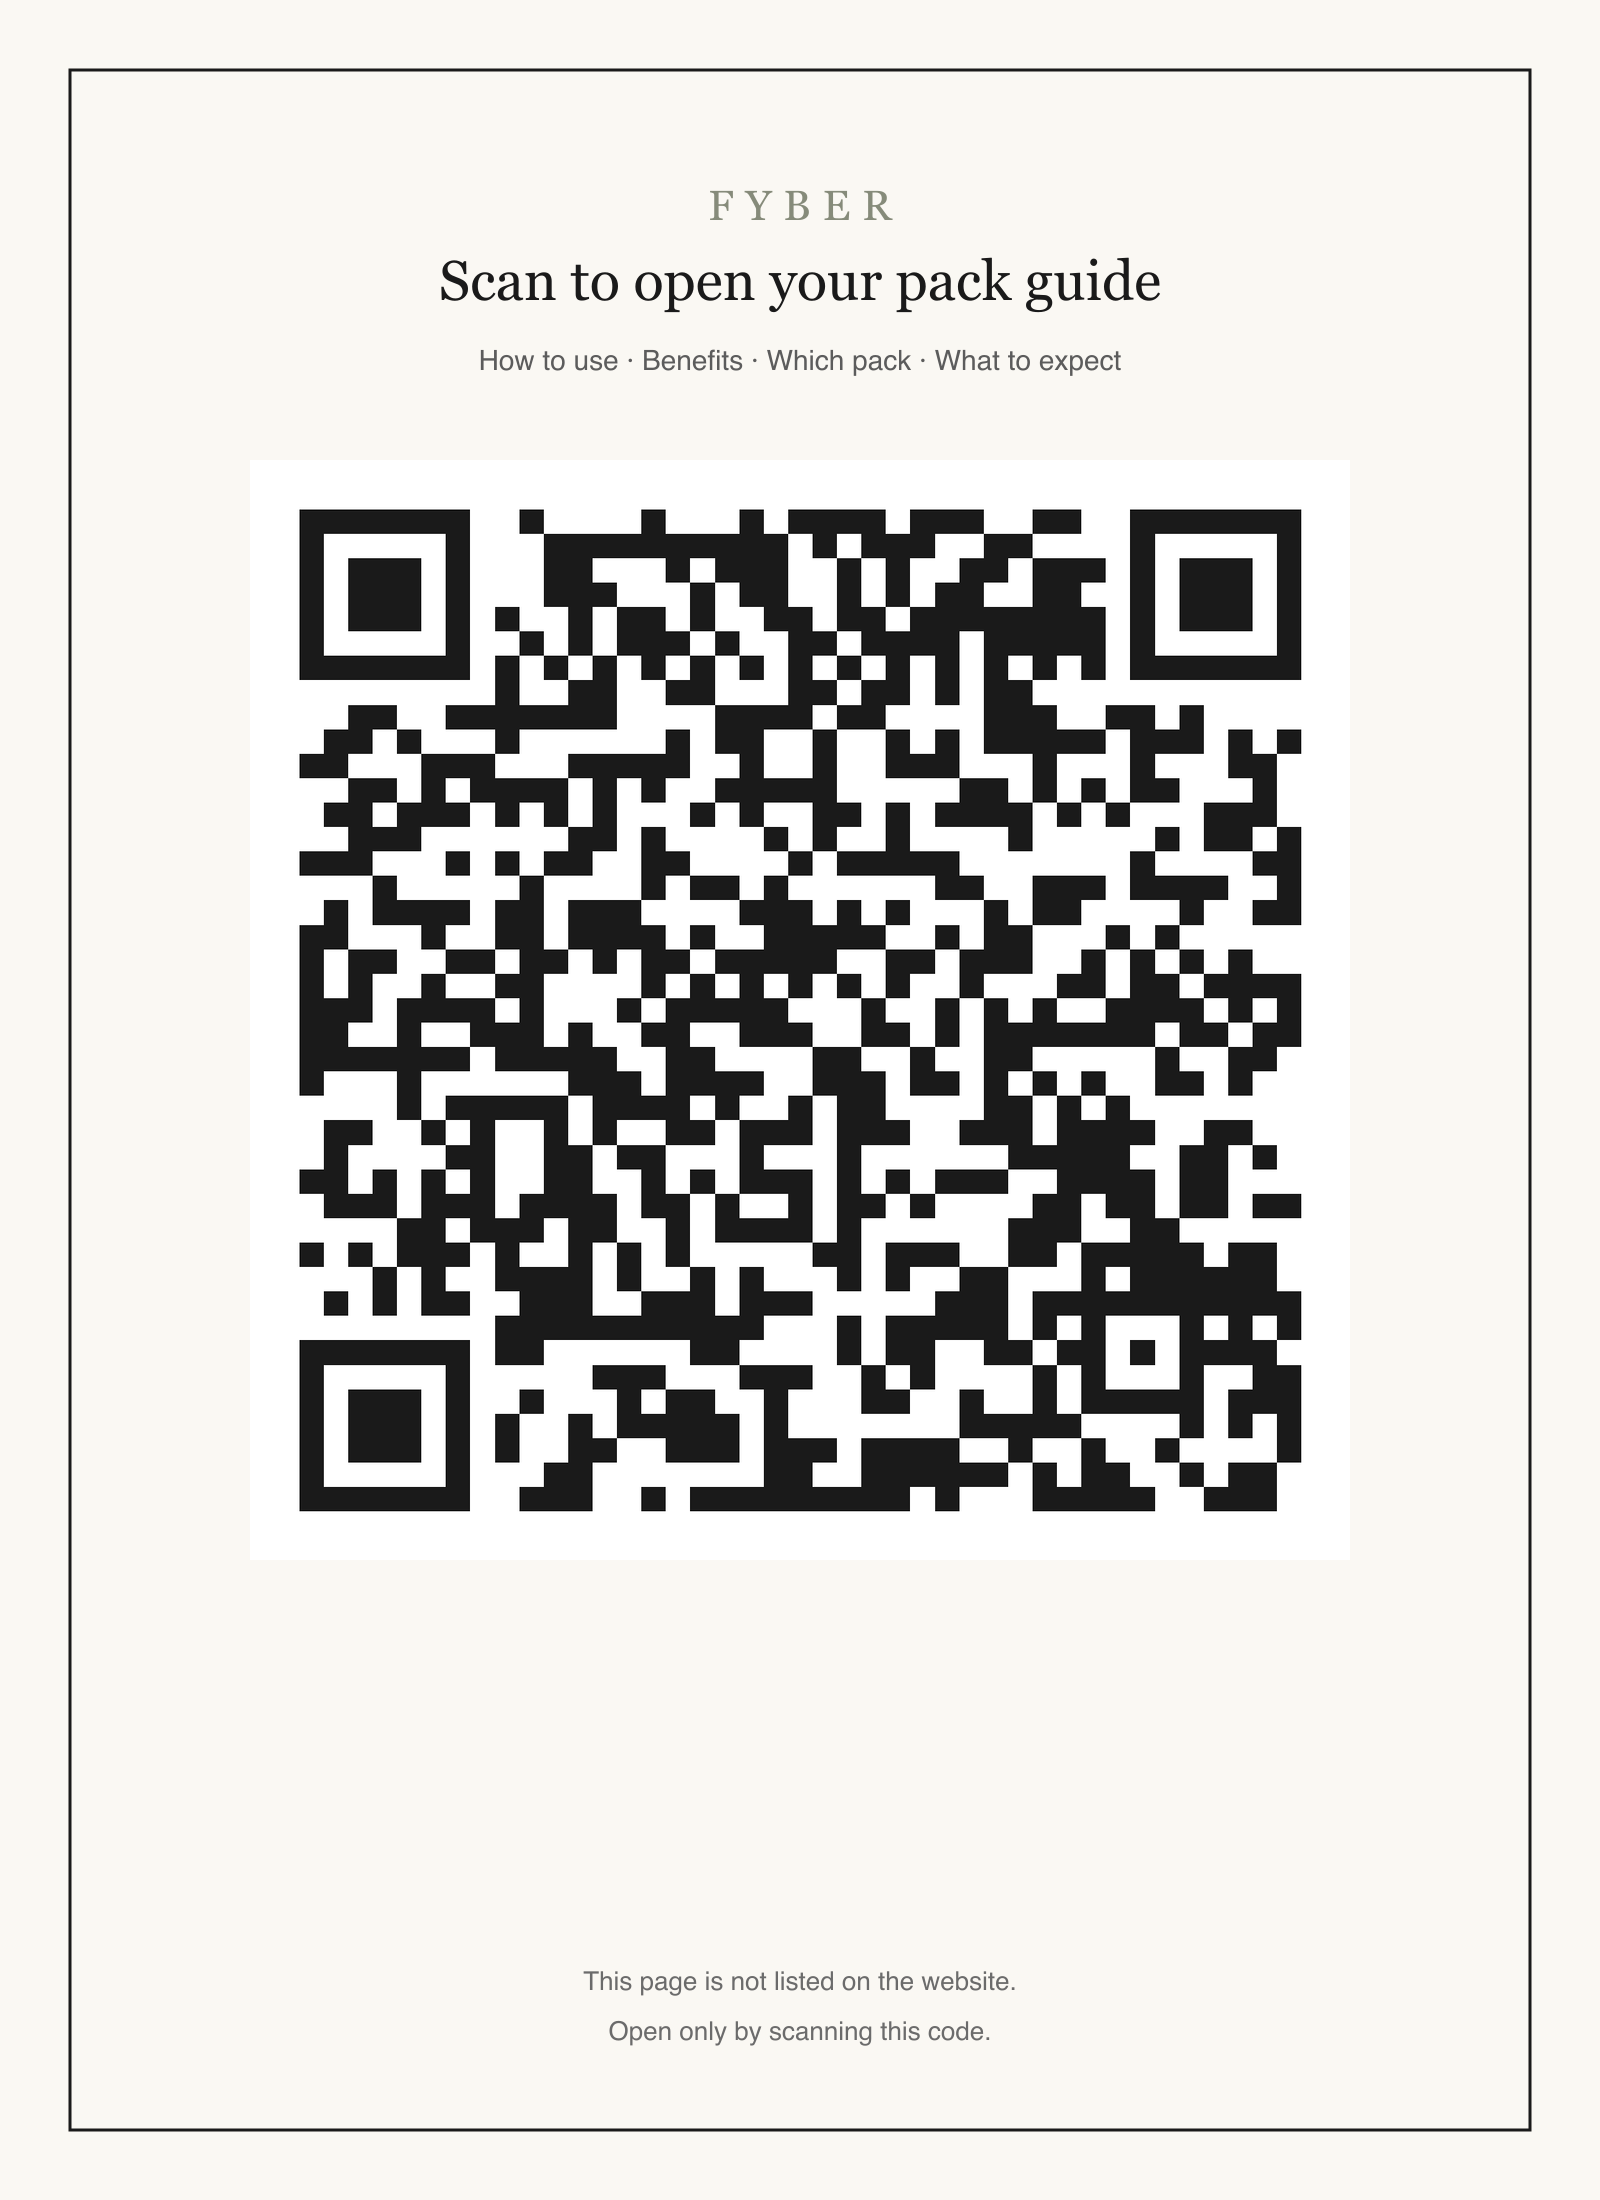 FYBER
Scan to open your pack guide
How to use · Benefits · Which pack · What to expect
This page is not listed on the website.
Open only by scanning this code.